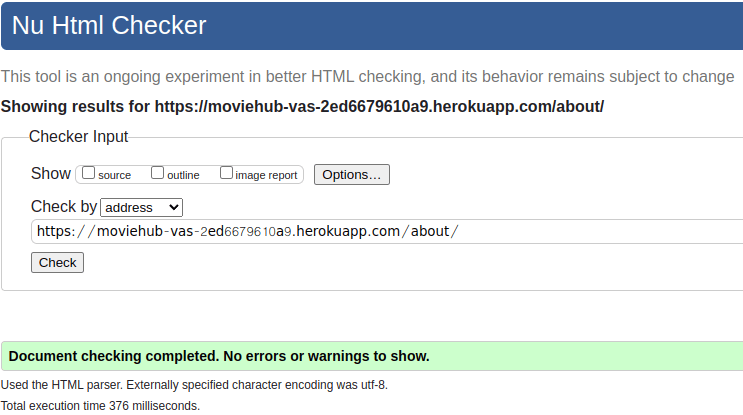 Nu Html Checker
This tool is an ongoing experiment in better HTML checking, and its behavior remains subject to change
Showing results for https://moviehub-vas-2ed6679610a9.herokuapp.com/about/
Checker Input
Show source outline image report Options...
Check by address
https://moviehub-vas-2ed6679610a9.herokuapp.com/about/
Check
Document checking completed. No errors or warnings to show.
Used the HTML parser. Externally specified character encoding was utf-8.
Total execution time 376 milliseconds.